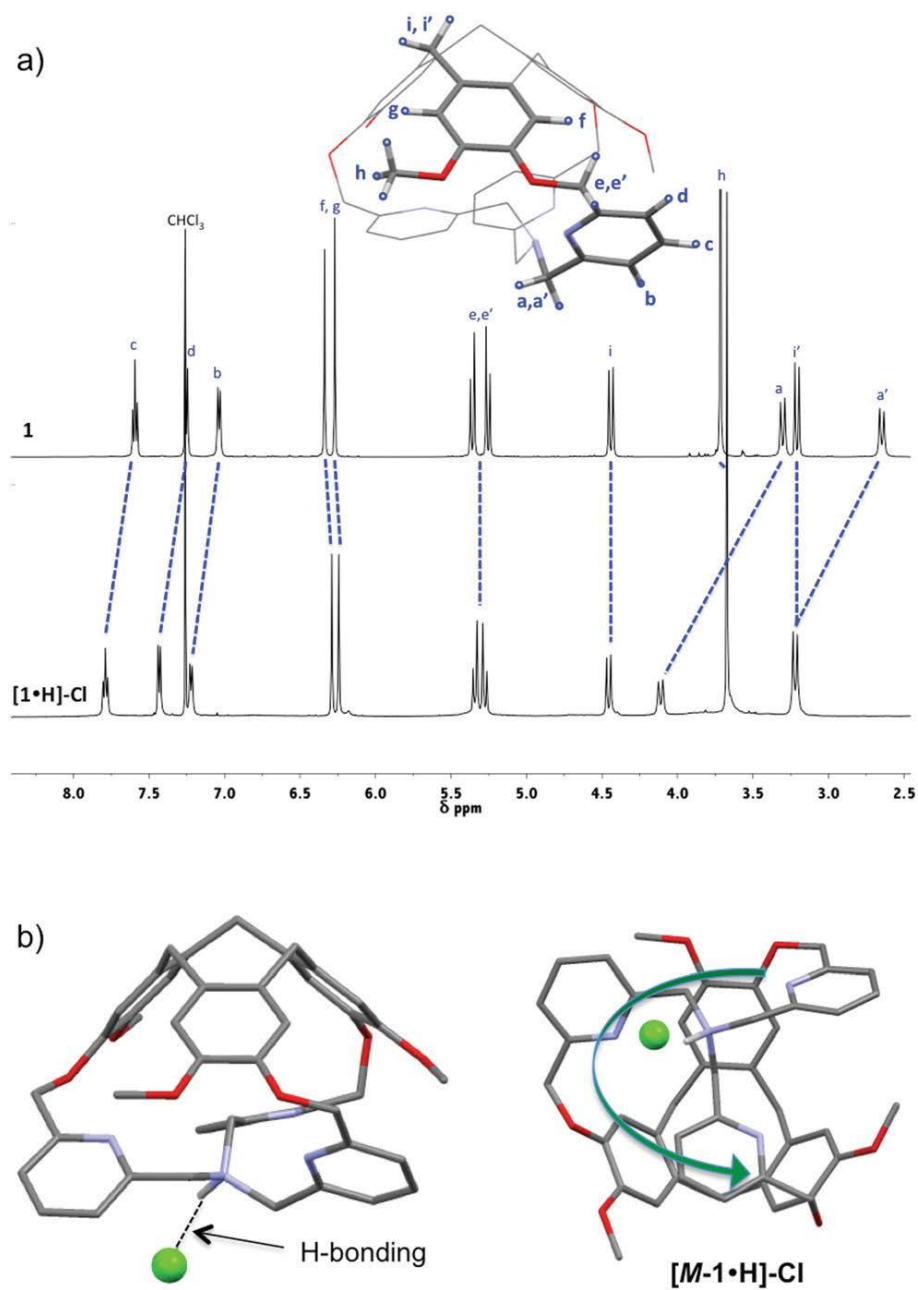 a)
i, i’
g
f
h
e,e’
d
c
b
a,a’
h
CHCl₃
f, g
c
d
b
e,e’
i
a
i’
a’
1
[1•H]-Cl
8.0 7.5 7.0 6.5 6.0 5.5 5.0 4.5 4.0 3.5 3.0 2.5
δ ppm
b)
H-bonding
[M-1•H]-Cl